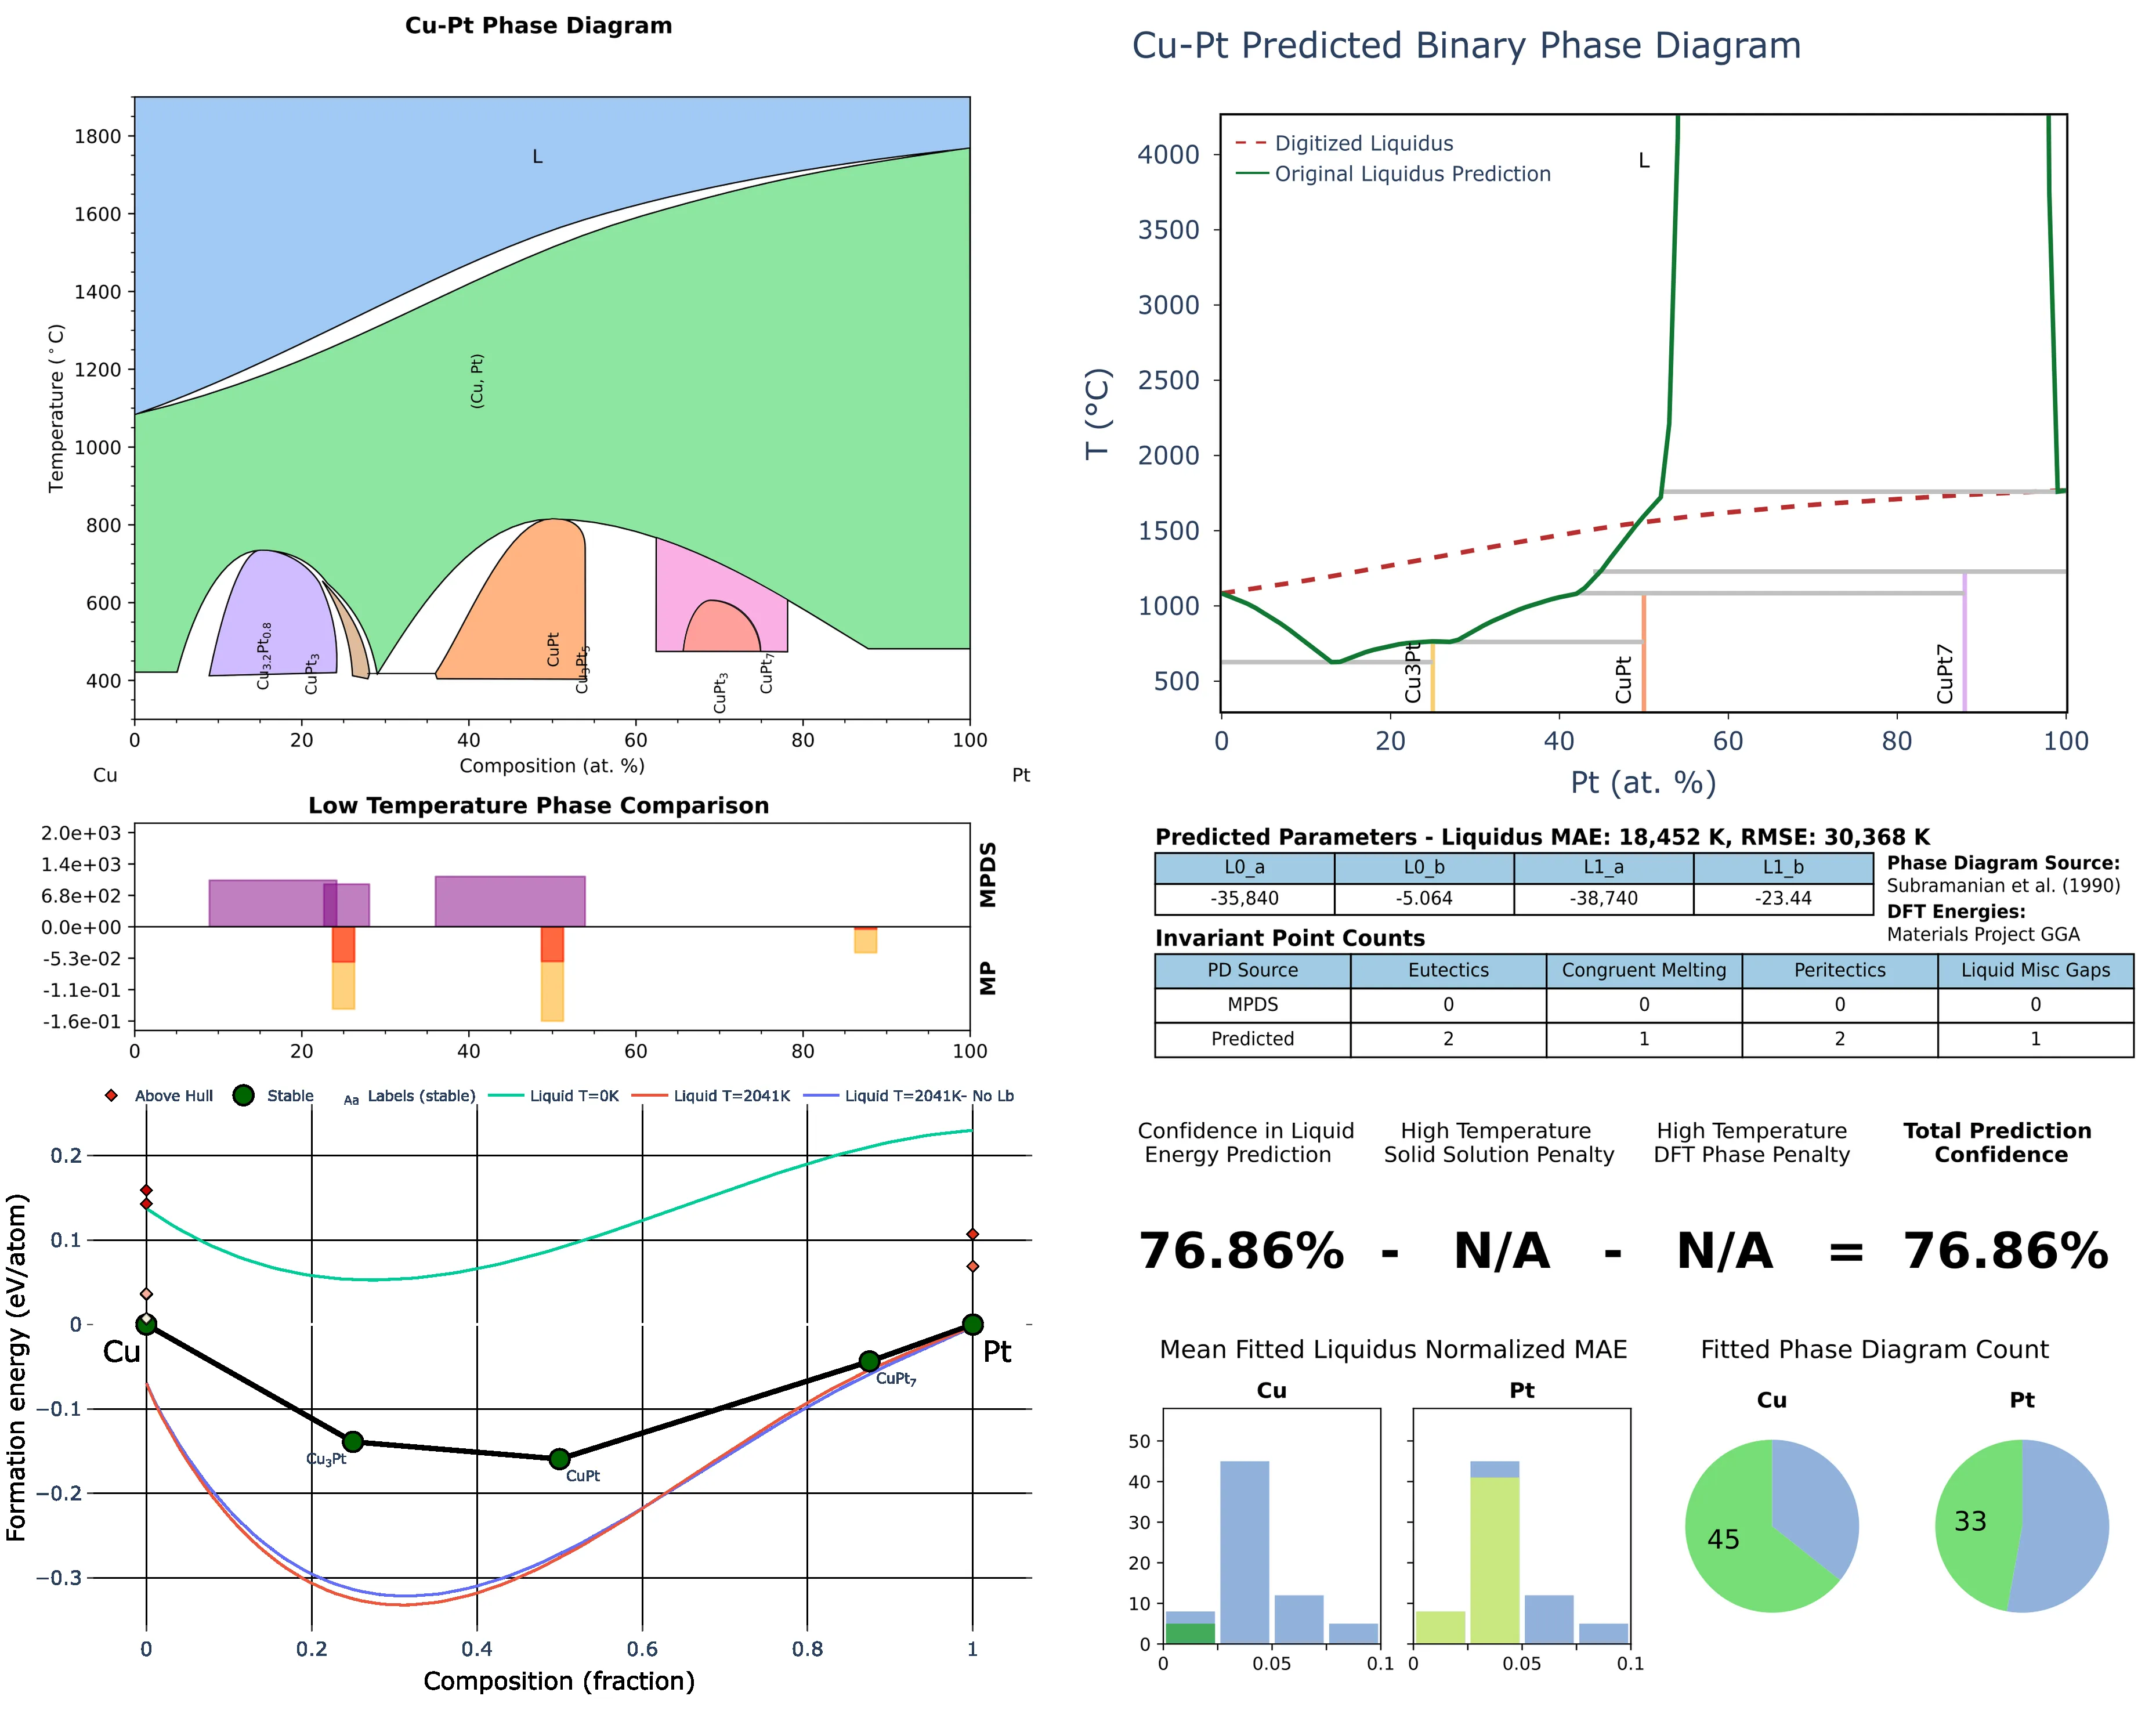 Cu-Pt Phase Diagram
1800
1600
1400
1200
1000
800
600
400
Temperature (°C)
L
(Cu, Pt)
Cu3.2Pt0.8
CuPt3
CuPt
Cu3Pt5
CuPt3
CuPt7
0 20 40 60 80 100
Composition (at. %)
Cu Pt
Low Temperature Phase Comparison
2.0e+03
1.4e+03
6.8e+02
0.0e+00
-5.3e-02
-1.1e-01
-1.6e-01
MPDS
MP
0 20 40 60 80 100
Above Hull Stable Aa Labels (stable) Liquid T=0K Liquid T=2041K Liquid T=2041K- No Lb
0.2
0.1
0
−0.1
−0.2
−0.3
Formation energy (eV/atom)
Cu
Pt
Cu3Pt
CuPt
CuPt7
0 0.2 0.4 0.6 0.8 1
Composition (fraction)
Cu-Pt Predicted Binary Phase Diagram
Digitized Liquidus
Original Liquidus Prediction
L
4000
3500
3000
2500
2000
1500
1000
500
T (°C)
Cu3Pt
CuPt
CuPt7
0 20 40 60 80 100
Pt (at. %)
Predicted Parameters - Liquidus MAE: 18,452 K, RMSE: 30,368 K
L0_a L0_b L1_a L1_b
-35,840 -5.064 -38,740 -23.44
Phase Diagram Source:
Subramanian et al. (1990)
DFT Energies:
Materials Project GGA
Invariant Point Counts
PD Source Eutectics Congruent Melting Peritectics Liquid Misc Gaps
MPDS 0 0 0 0
Predicted 2 1 2 1
Confidence in Liquid
Energy Prediction
High Temperature
Solid Solution Penalty
High Temperature
DFT Phase Penalty
Total Prediction
Confidence
76.86% - N/A - N/A = 76.86%
Mean Fitted Liquidus Normalized MAE
Cu
Pt
50
40
30
20
10
0
0 0.05 0.1
0 0.05 0.1
Fitted Phase Diagram Count
Cu
Pt
45
33